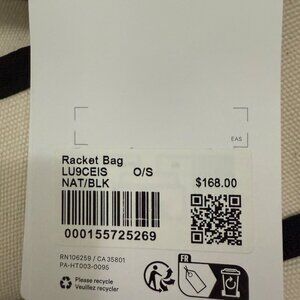 EAS
Racket Bag
LU9CEIS O/S
NAT/BLK $168.00
000155725269
RN106259 / CA 35801
PA-HT003-0095
FR
Please recycle
Veuillez recycler